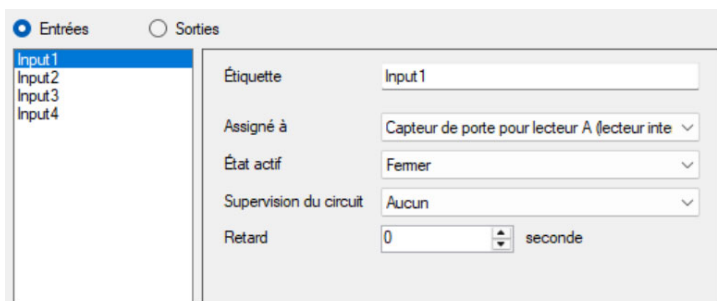 Entrées Sorties
Input1
Input2
Input3
Input4
Étiquette Input1
Assigné à Capteur de porte pour lecteur A (lecteur inte
État actif Fermer
Supervision du circuit Aucun
Retard 0 seconde